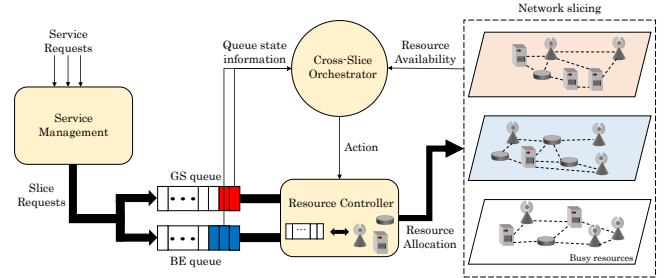 Network slicing
Service
Requests
Queue state
information
Cross-Slice
Orchestrator
Resource
Availability
Service
Management
Action
GS queue
Slice
Requests
Resource Controller
Resource
Allocation
BE queue
Busy resources